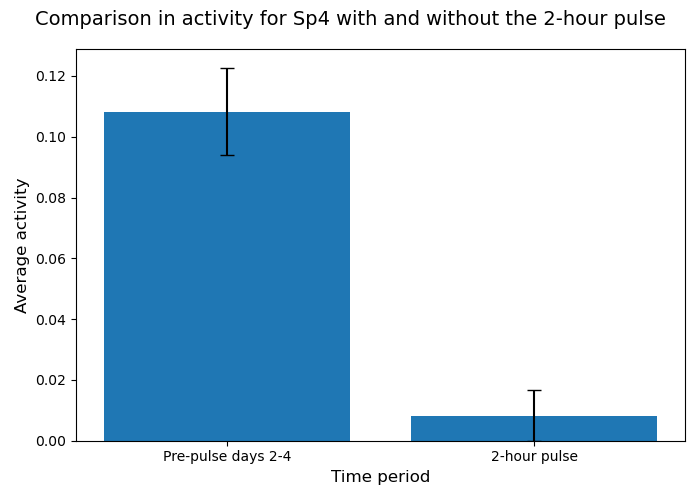 Comparison in activity for Sp4 with and without the 2-hour pulse
0.12
0.10
0.08
0.06
0.04
0.02
0.00
Average activity
Pre-pulse days 2-4
2-hour pulse
Time period